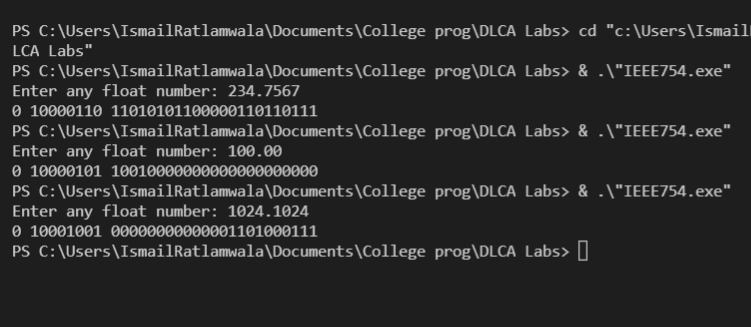 PS C:\Users\IsmailRatlamwala\Documents\College prog\DLCA Labs> cd "c:\Users\Ismail
LCA Labs"
PS C:\Users\IsmailRatlamwala\Documents\College prog\DLCA Labs> & .\"IEEE754.exe"
Enter any float number: 234.7567
0 10000110 11010101100000110110111
PS C:\Users\IsmailRatlamwala\Documents\College prog\DLCA Labs> & .\"IEEE754.exe"
Enter any float number: 100.00
0 10000101 10010000000000000000000
PS C:\Users\IsmailRatlamwala\Documents\College prog\DLCA Labs> & .\"IEEE754.exe"
Enter any float number: 1024.1024
0 10001001 00000000000001101000111
PS C:\Users\IsmailRatlamwala\Documents\College prog\DLCA Labs>